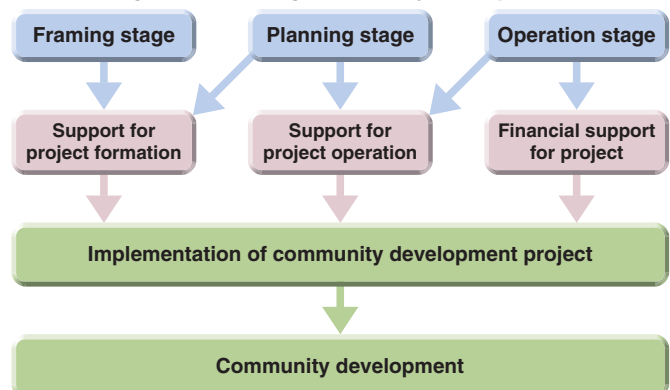 Framing stage
Planning stage
Operation stage
Support for
project formation
Support for
project operation
Financial support
for project
Implementation of community development project
Community development